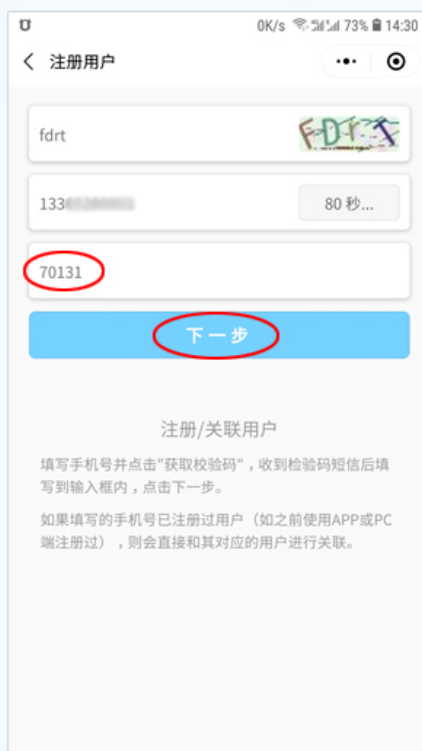 0K/s 73% 14:30
注册用户
fdrt FDrT
133
80 秒...
70131
下一步
注册/关联用户
填写手机号并点击"获取校验码"，收到检验码短信后填
写到输入框内，点击下一步。
如果填写的手机号已注册过用户（如之前使用APP或PC
端注册过），则会直接和其对应的用户进行关联。